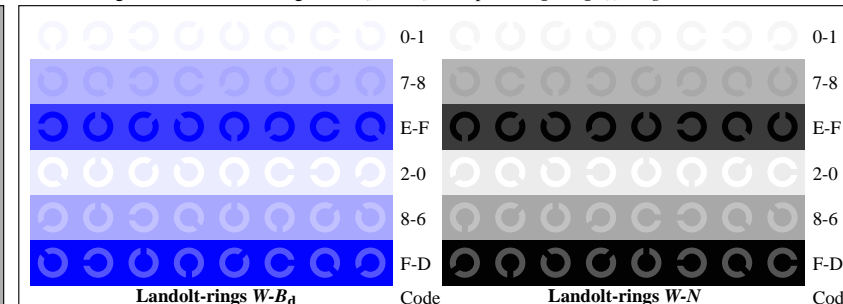 0-1 0-1
7-8 7-8
E-F E-F
2-0 2-0
8-6 8-6
F-D F-D
Landolt-rings W-Bd Code Landolt-rings W-N